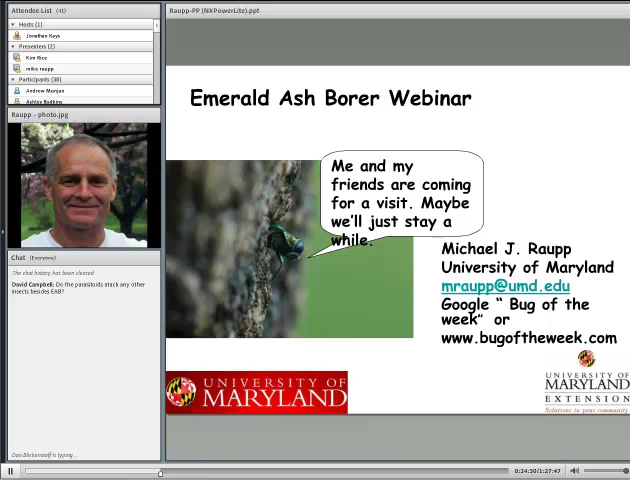 Attendee List (41)
Hosts (1)
Jonathan Kays
Presenters (2)
Kim Rice
mike raupp
Participants (38)
Andrew Monjan
Ashley Bodkins
Raupp - photo.jpg
Chat (Everyone)
The chat history has been cleared
David Campbell: Do the parasitoids atack any other
insects besides EAB?
Dan Blickenstaff is typing...
Raupp-PP (NXPowerLite).ppt
Emerald Ash Borer Webinar
Me and my
friends are coming
for a visit. Maybe
we'll just stay a
while.
Michael J. Raupp
University of Maryland
mraupp@umd.edu
Google “ Bug of the
week” or
www.bugoftheweek.com
UNIVERSITY OF
MARYLAND
UNIVERSITY OF
MARYLAND
EXTENSION
Solutions in your community
0:24:30/1:27:47